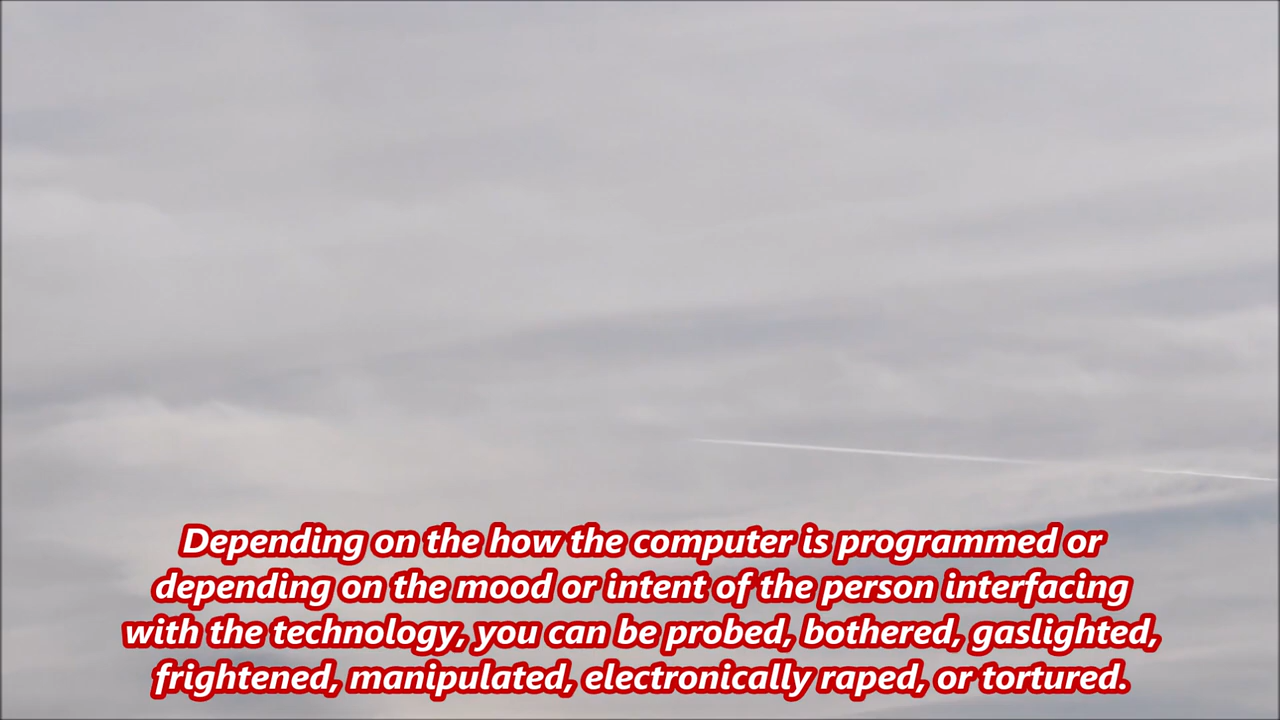 Depending on the how the computer is programmed or
depending on the mood or intent of the person interfacing
with the technology, you can be probed, bothered, gaslighted,
frightened, manipulated, electronically raped, or tortured.